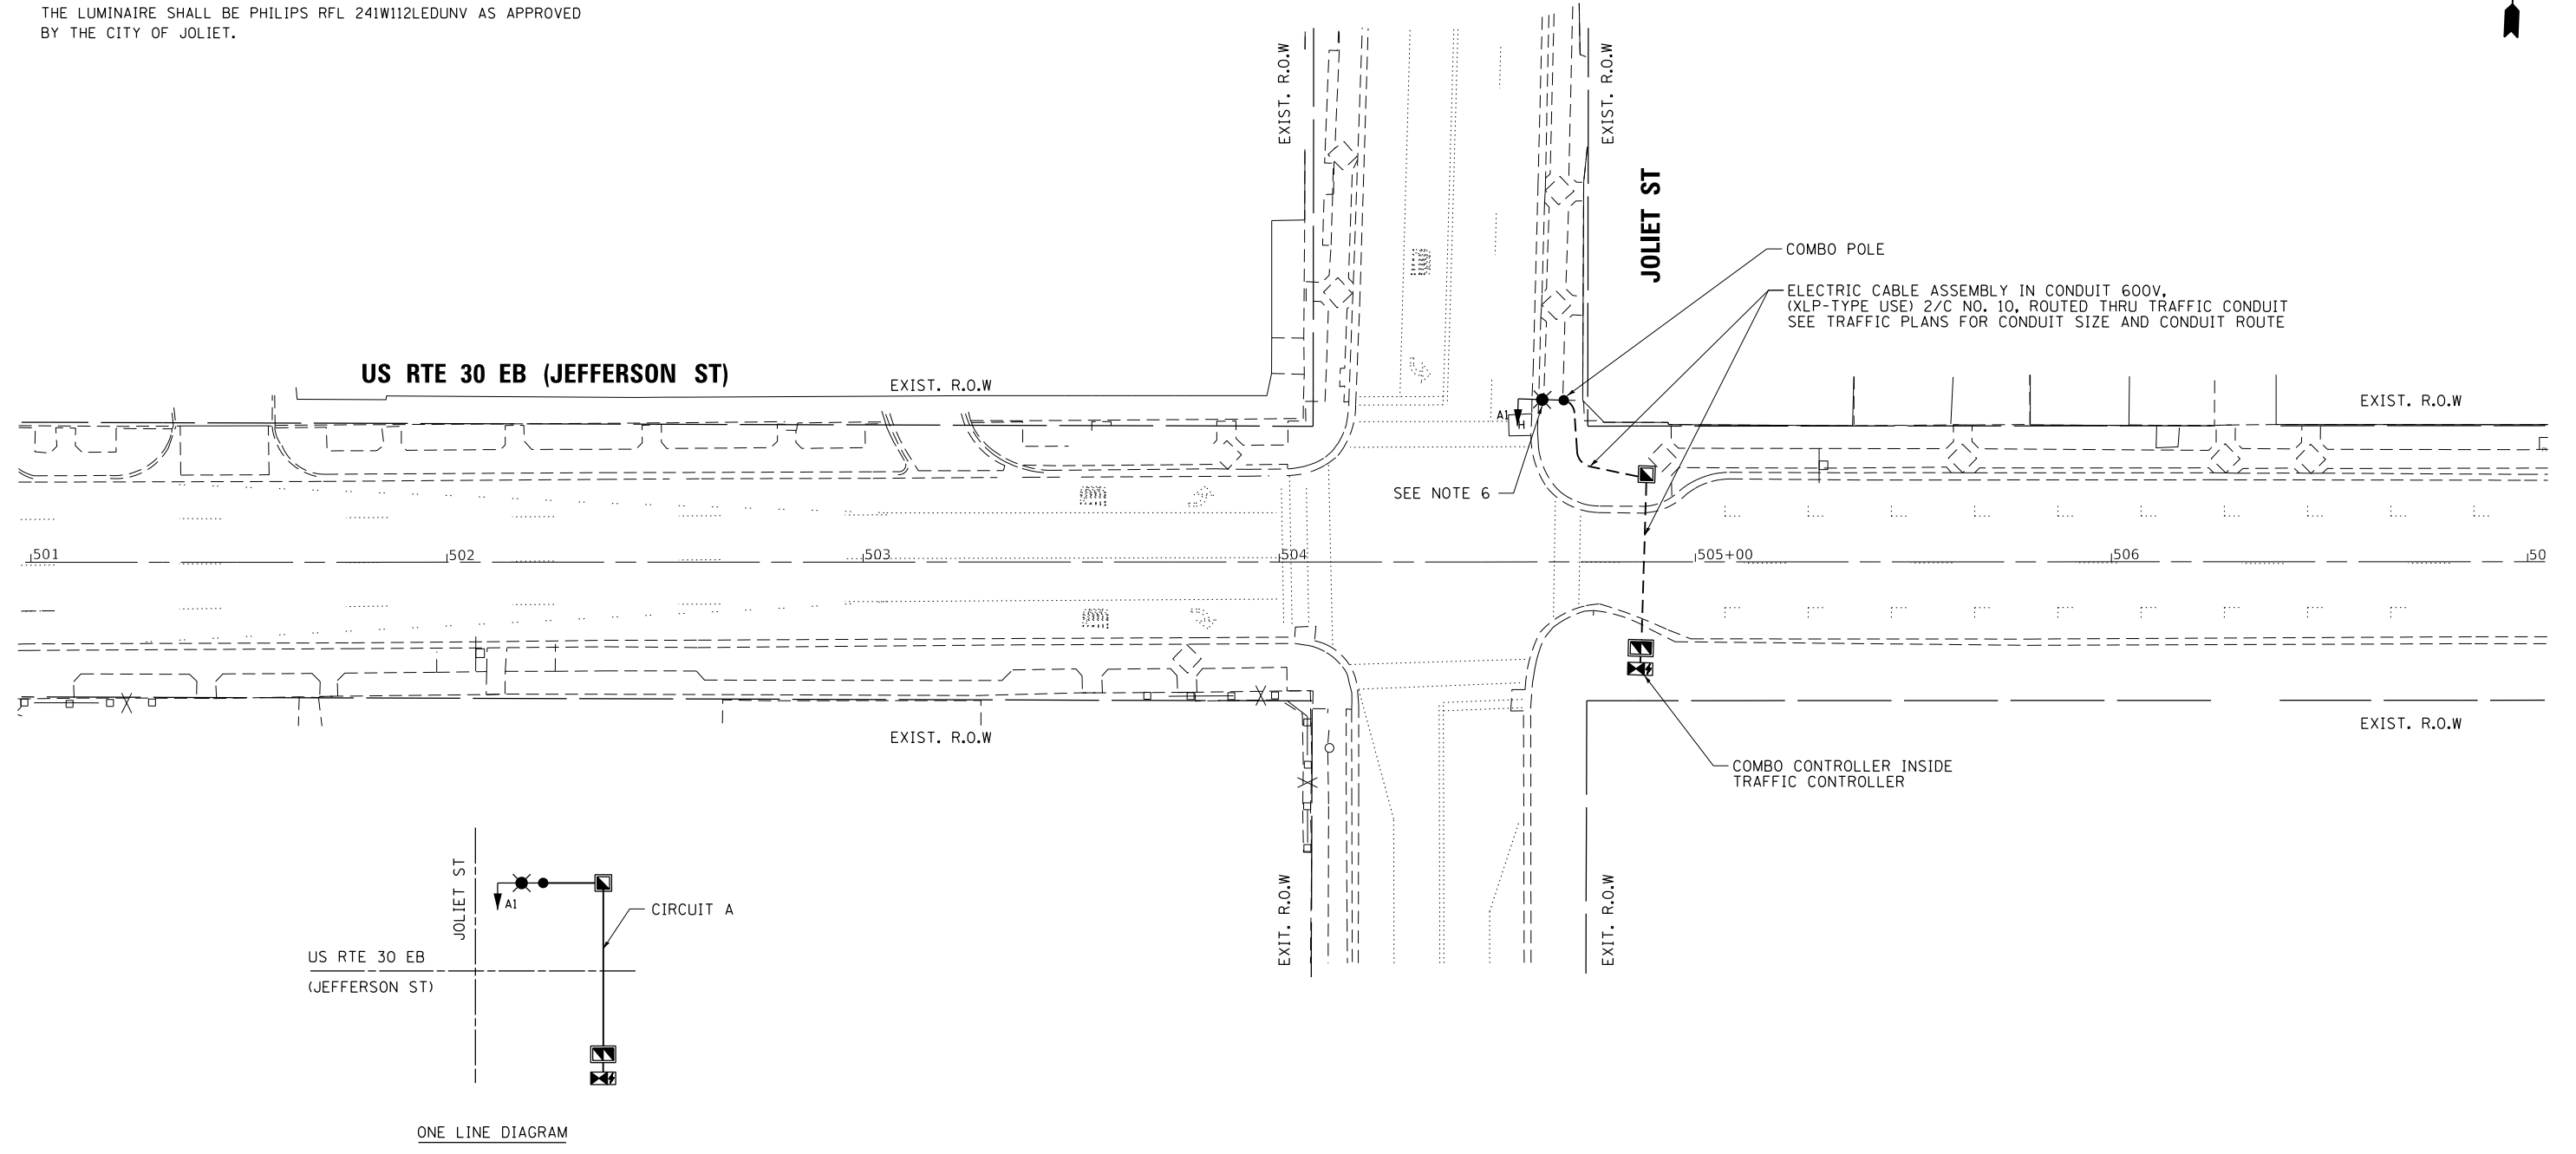 THE LUMINAIRE SHALL BE PHILIPS RFL 241W112LEDUNV AS APPROVED
BY THE CITY OF JOLIET.
EXIST. R.O.W
EXIST. R.O.W
JOLIET ST
COMBO POLE
ELECTRIC CABLE ASSEMBLY IN CONDUIT 600V,
(XLP-TYPE USE) 2/C NO. 10, ROUTED THRU TRAFFIC CONDUIT
SEE TRAFFIC PLANS FOR CONDUIT SIZE AND CONDUIT ROUTE
US RTE 30 EB (JEFFERSON ST)
EXIST. R.O.W
EXIST. R.O.W
A1
H
SEE NOTE 6
501
502
503
504
505+00
506
50
EXIST. R.O.W
EXIST. R.O.W
COMBO CONTROLLER INSIDE
TRAFFIC CONTROLLER
EXIT. R.O.W
EXIT. R.O.W
JOLIET ST
A1
CIRCUIT A
US RTE 30 EB
(JEFFERSON ST)
ONE LINE DIAGRAM